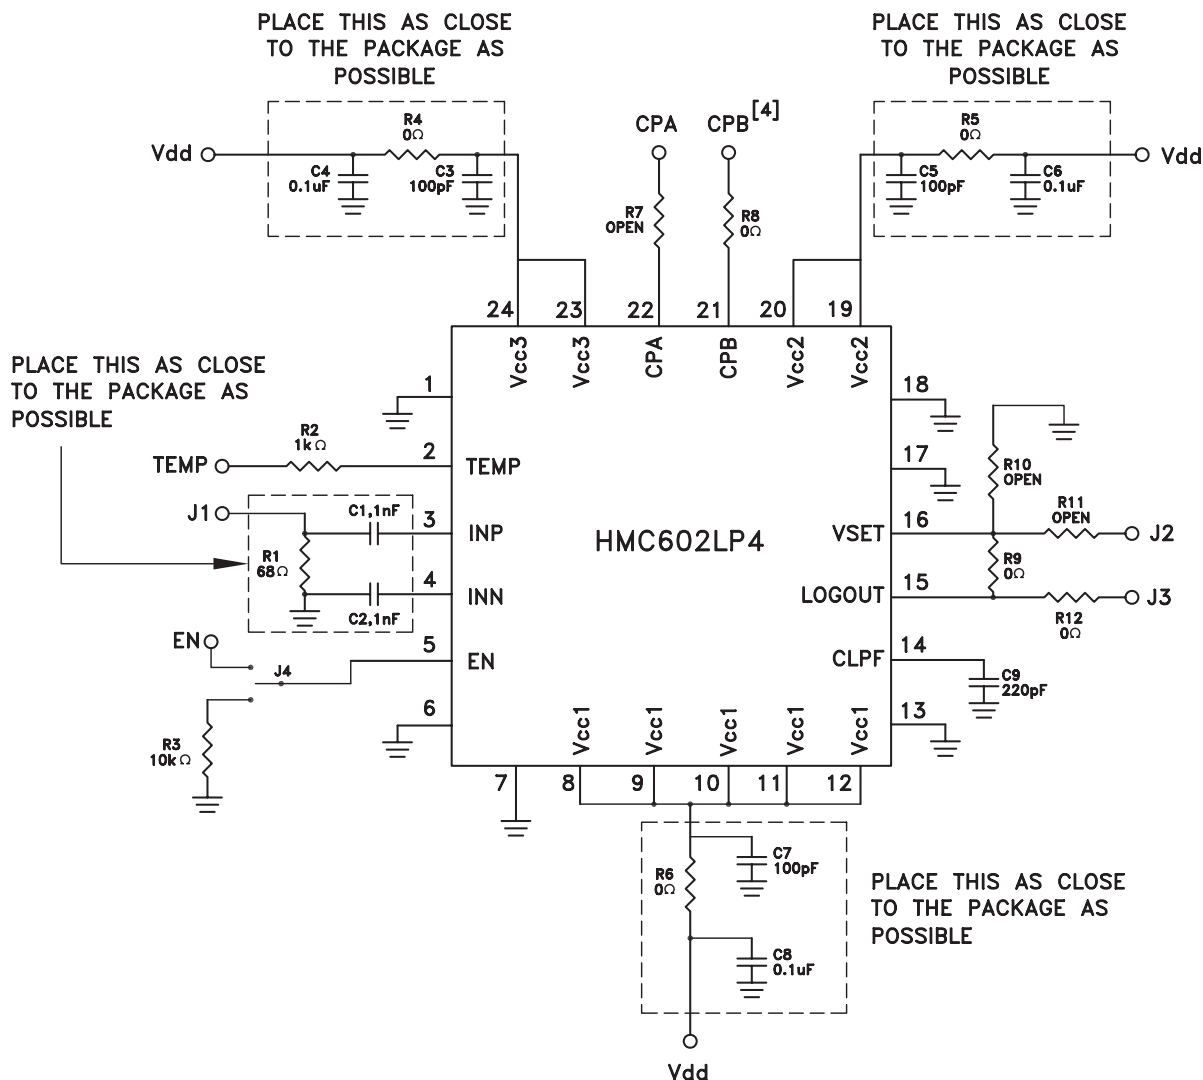 PLACE THIS AS CLOSE
TO THE PACKAGE AS
POSSIBLE
PLACE THIS AS CLOSE
TO THE PACKAGE AS
POSSIBLE
Vdd
R4
0Ω
C4
0.1uF
C3
100pF
CPA
CPB[4]
R7
OPEN
R8
0Ω
R5
0Ω
C5
100pF
C6
0.1uF
Vdd
24
23
22
21
20
19
Vcc3
Vcc3
CPA
CPB
Vcc2
Vcc2
PLACE THIS AS CLOSE
TO THE PACKAGE AS
POSSIBLE
1
18
TEMP
R2
1kΩ
2
TEMP
17
R10
OPEN
J1
C1,1nF
3
INP
HMC602LP4
VSET
16
R11
OPEN
J2
R1
68Ω
R9
0Ω
C2,1nF
4
INN
LOGOUT
15
R12
0Ω
J3
EN
J4
5
EN
CLPF
14
C9
220pF
R3
10kΩ
6
13
Vcc1
Vcc1
Vcc1
Vcc1
Vcc1
7
8
9
10
11
12
R6
0Ω
C7
100pF
C8
0.1uF
PLACE THIS AS CLOSE
TO THE PACKAGE AS
POSSIBLE
Vdd